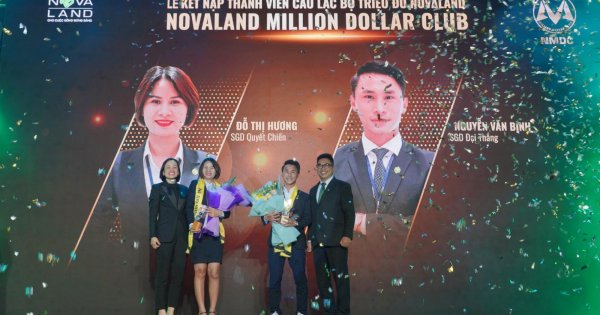 NOVA
LAND
LỄ KẾT NẠP THÀNH VIÊN CÂU LẠC BỘ TRIỆU ĐÔ NOVALAND
NOVALAND MILLION DOLLAR CLUB
NMDC
ĐỖ THỊ HƯƠNG
SGD Quyết Chiến
NGUYỄN VĂN BÌNH
SGD Đại Thắng